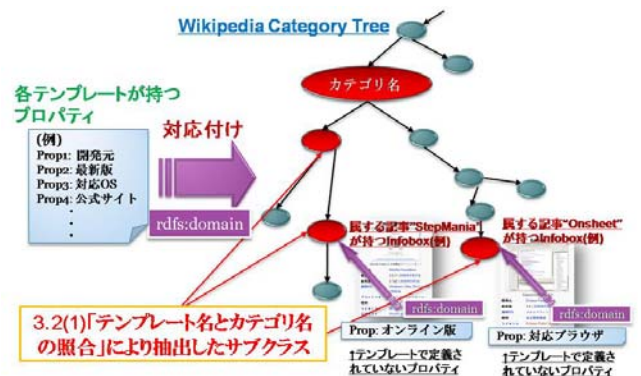 Wikipedia Category Tree
カテゴリ名
各テンプレートが持つ
プロパティ
(例)
Prop1: 開発元
Prop2: 最新版
Prop3: 対応OS
Prop4: 公式サイト
・
・
・
対応付け
rdfs:domain
属する記事"StepMania"
が持つInfobox(例)
属する記事"Onsheet"
が持つInfobox(例)
rdfs:domain
rdfs:domain
3.2(1)「テンプレート名とカテゴリ名
の照合」により抽出したサブクラス
Prop: オンライン版
↑テンプレートで定義さ
れていないプロパティ
Prop: 対応ブラウザ
↑テンプレートで定義さ
れていないプロパティ